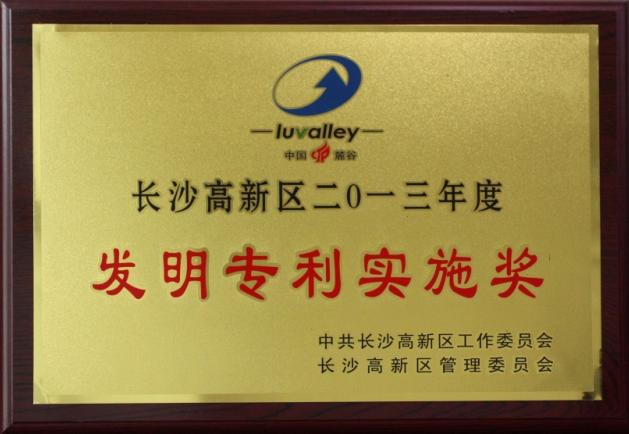 luvalley
中国 麓谷
长沙高新区二0一三年度
发明专利实施奖
中共长沙高新区工作委员会
长沙高新区管理委员会